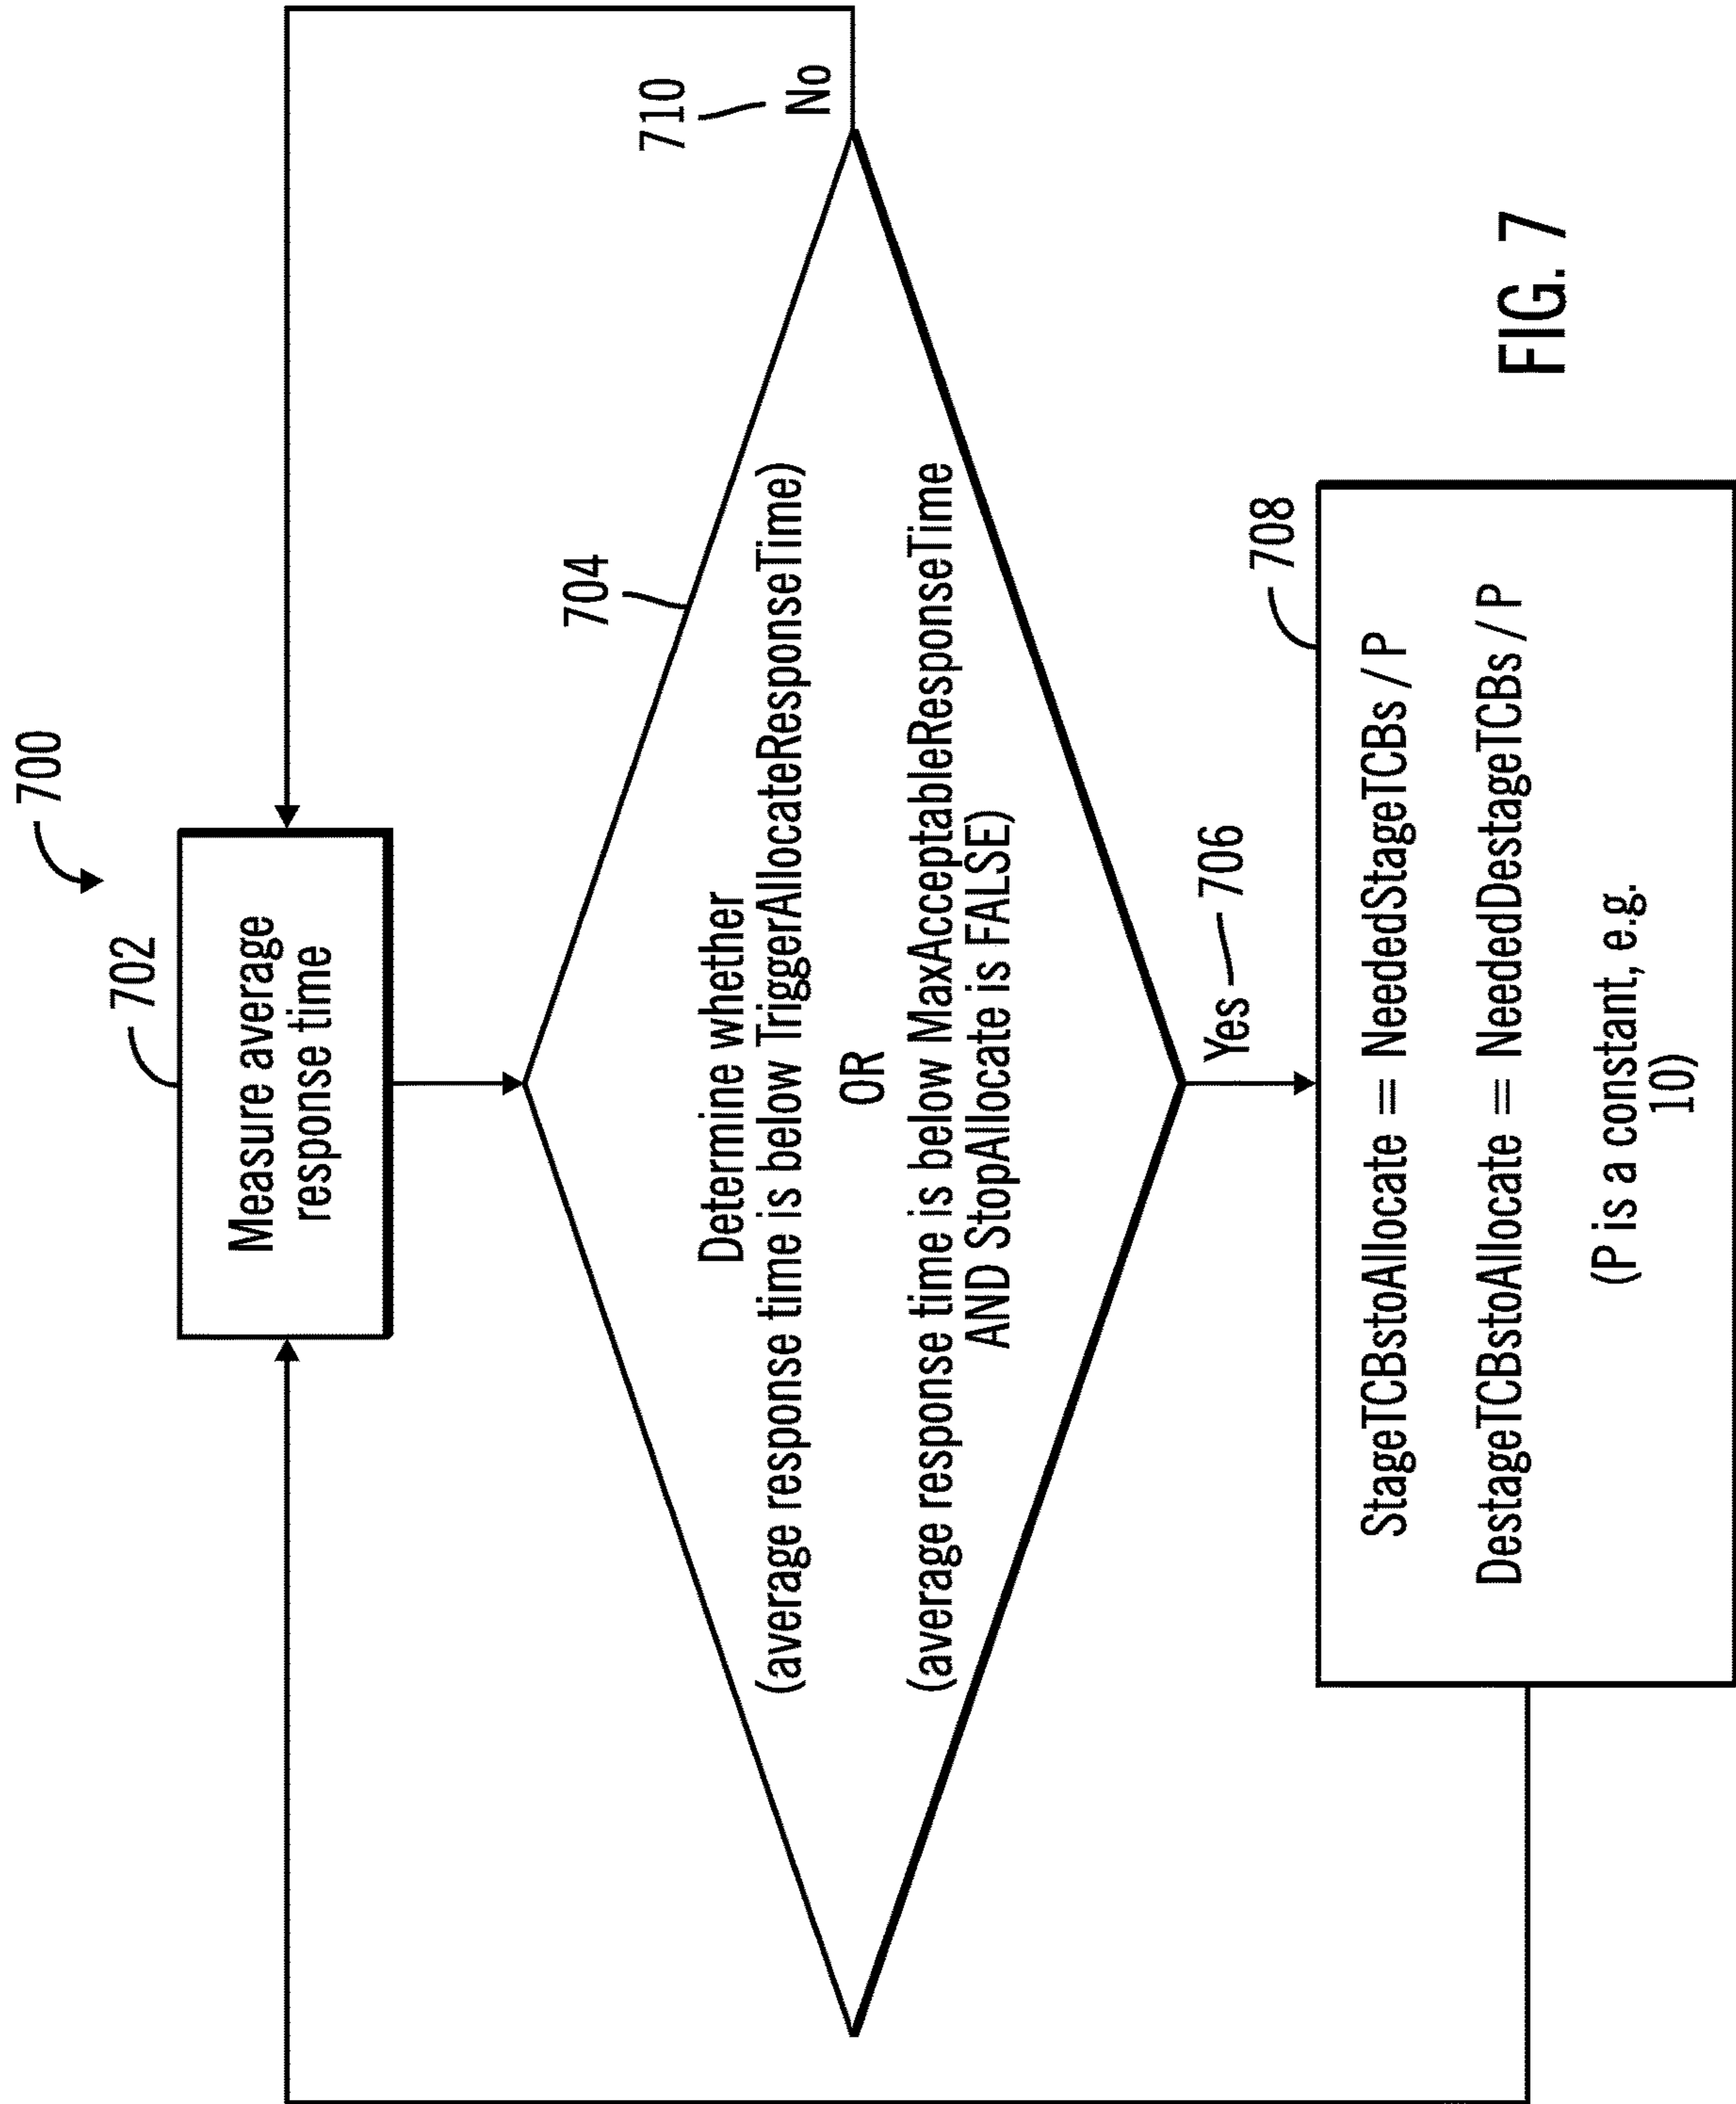 700
702
Measure average
response time
704
Determine whether
(average response time is below TriggerAllocateResponseTime)
OR
(average response time is below MaxAcceptableResponseTime
AND StopAllocate is FALSE)
710
No
Yes
706
708
StageTCBstoAllocate = NeededStageTCBs / P
DestageTCBstoAllocate = NeededDestageTCBs / P
(P is a constant, e.g.
10)
FIG. 7